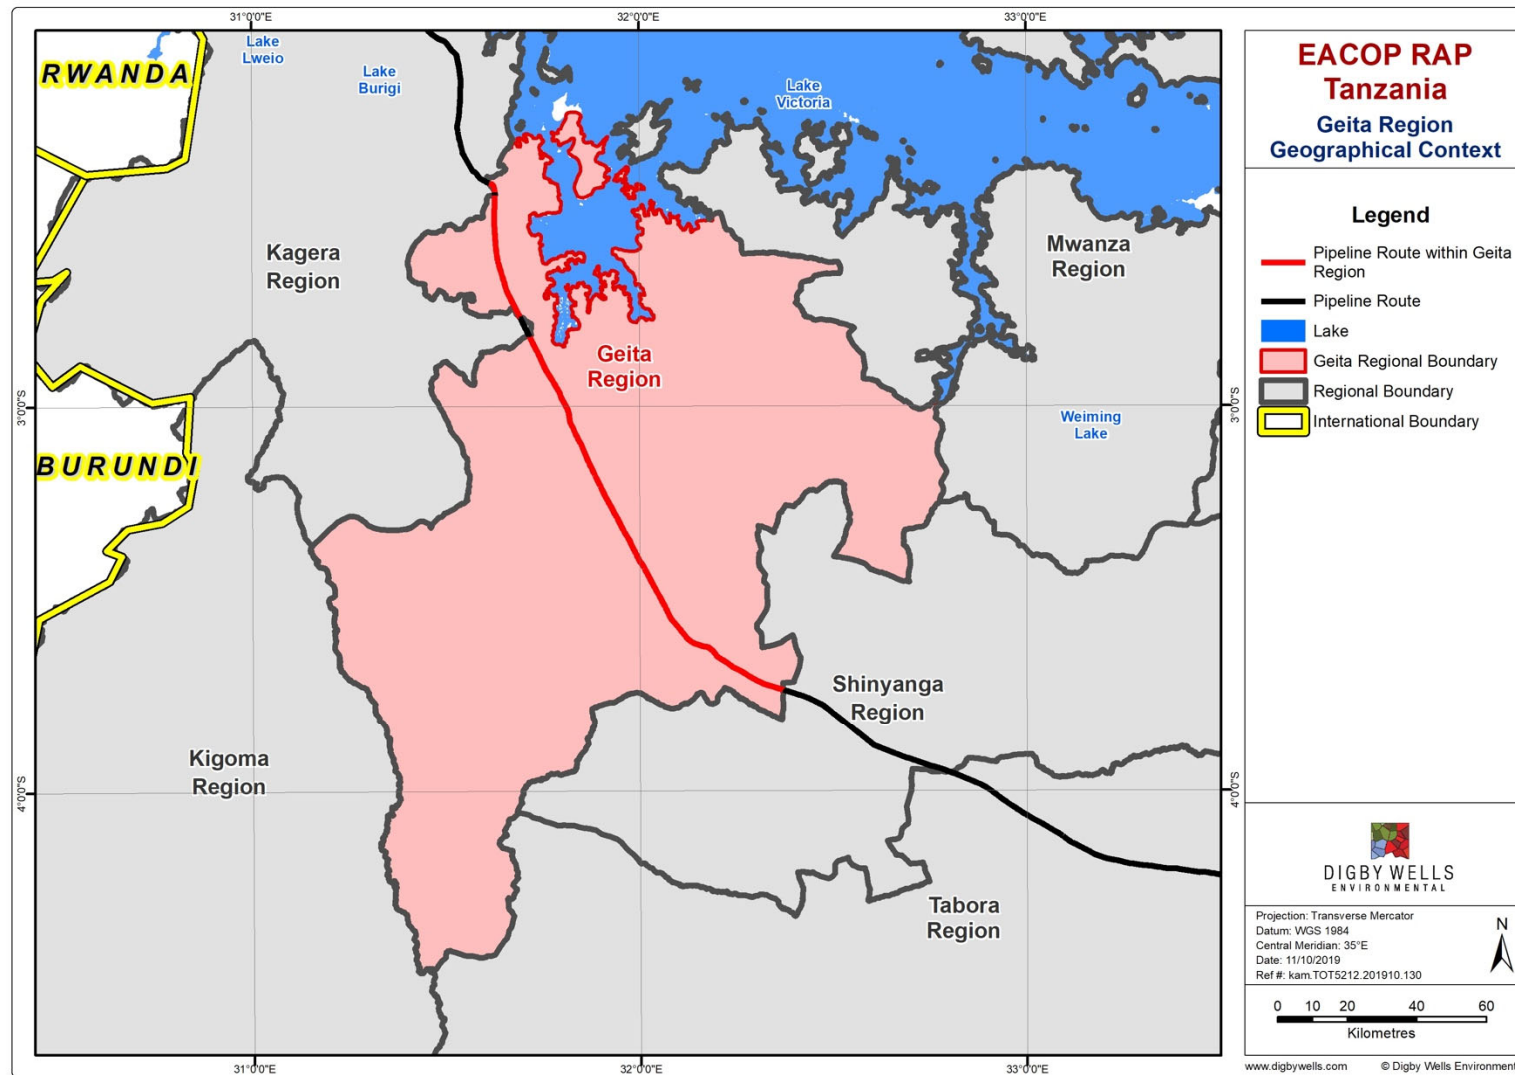 31°0'0"E
32°0'0"E
33°0'0"E
RWANDA
Lake
Lweio
Lake
Burigi
Lake
Victoria
Kagera
Region
Mwanza
Region
Geita
Region
3°0'0"S
3°0'0"S
Weiming
Lake
BURUNDI
Shinyanga
Region
Kigoma
Region
4°0'0"S
4°0'0"S
Tabora
Region
31°0'0"E
32°0'0"E
33°0'0"E
EACOP RAP
Tanzania
Geita Region
Geographical Context
Legend
Pipeline Route within Geita
Region
Pipeline Route
Lake
Geita Regional Boundary
Regional Boundary
International Boundary
DIGBY WELLS
ENVIRONMENTAL
Projection: Transverse Mercator
Datum: WGS 1984
Central Meridian: 35°E
Date: 11/10/2019
Ref #: kam.TOT5212.201910.130
N
0 10 20 40 60
Kilometres
www.digbywells.com © Digby Wells Environment